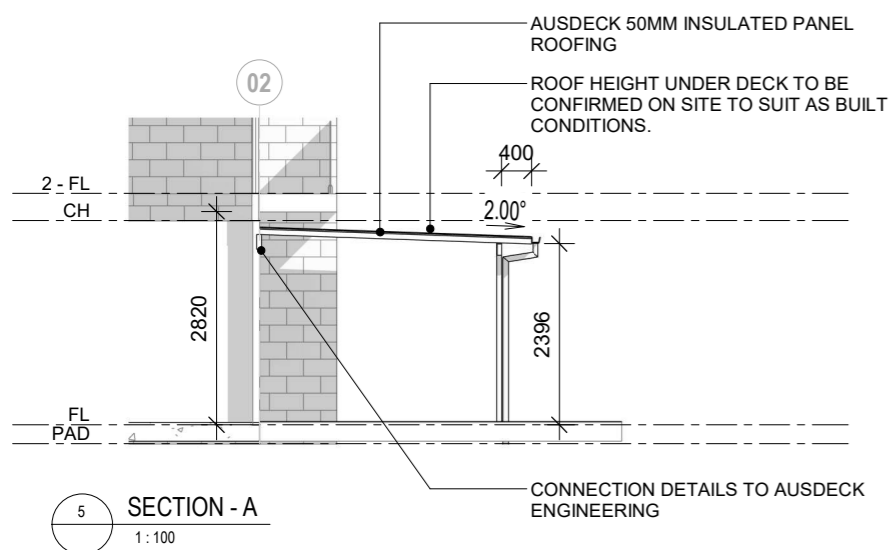 AUSDECK 50MM INSULATED PANEL
ROOFING
02
ROOF HEIGHT UNDER DECK TO BE
CONFIRMED ON SITE TO SUIT AS BUILT
CONDITIONS.
400
2 - FL
CH
2.00°
2820
2396
FL
PAD
CONNECTION DETAILS TO AUSDECK
ENGINEERING
5
SECTION - A
1 : 100